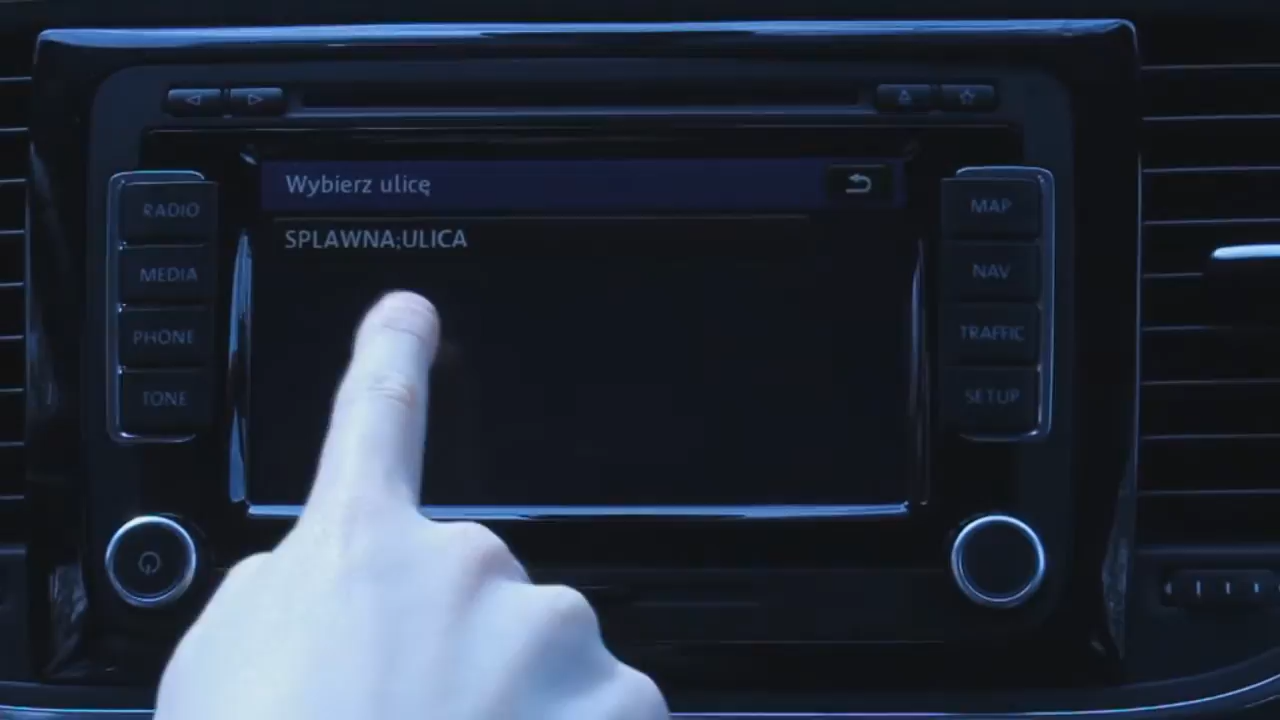 Wybierz ulicę
RADIO
MAP
SPLAWNA;ULICA
MEDIA
NAV
PHONE
TRAFFIC
TONE
SETUP